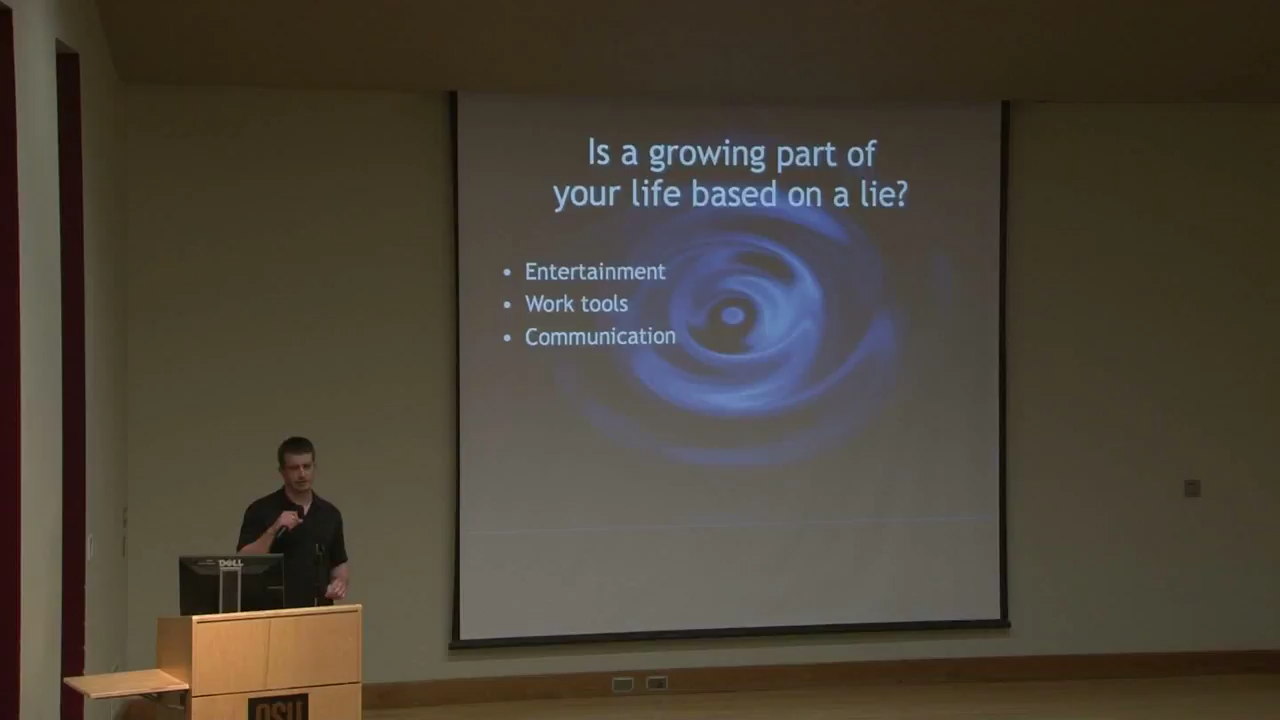 Is a growing part of
your life based on a lie?
• Entertainment
• Work tools
• Communication
DELL
OSU